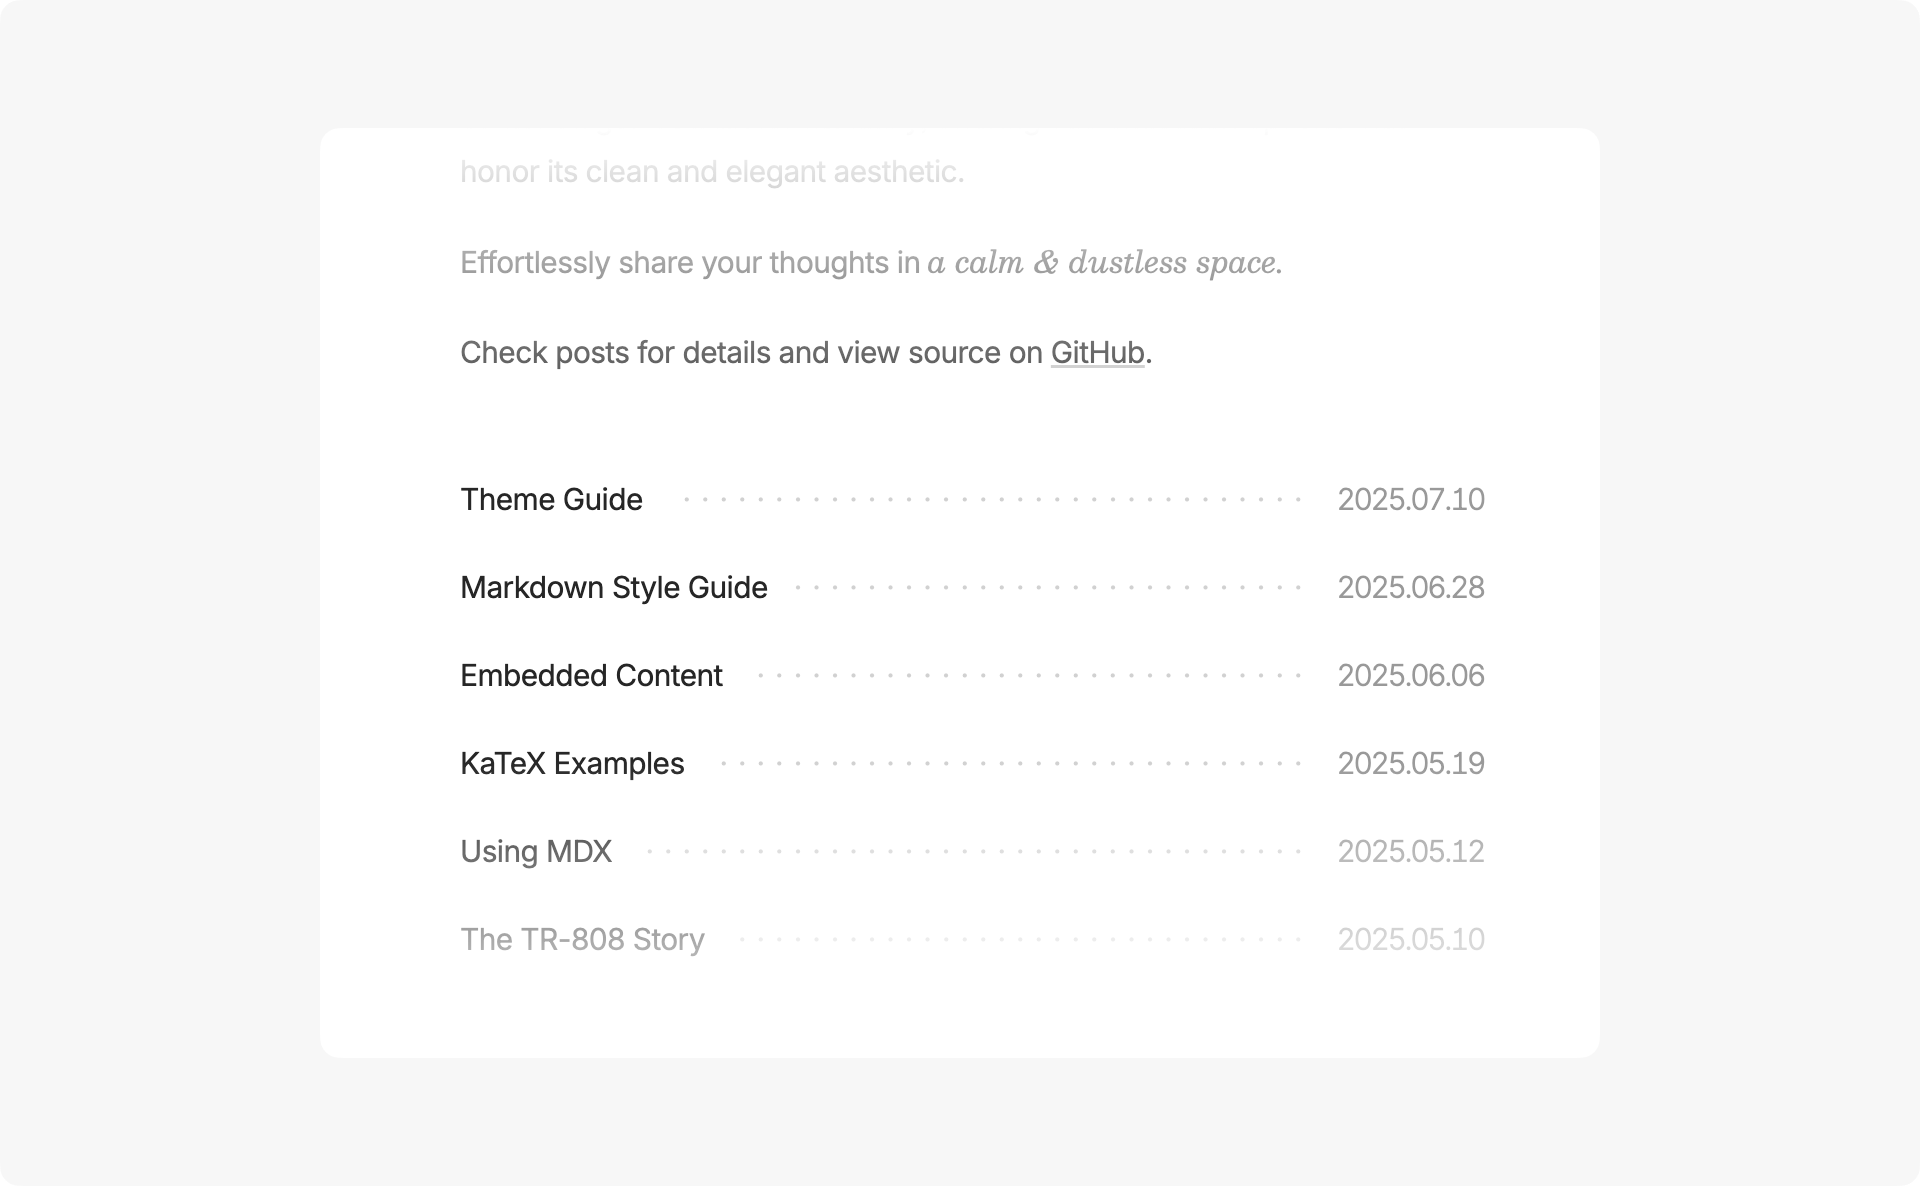 honor its clean and elegant aesthetic.
Effortlessly share your thoughts in a calm & dustless space.
Check posts for details and view source on GitHub.
Theme Guide 2025.07.10
Markdown Style Guide 2025.06.28
Embedded Content 2025.06.06
KaTeX Examples 2025.05.19
Using MDX 2025.05.12
The TR-808 Story 2025.05.10